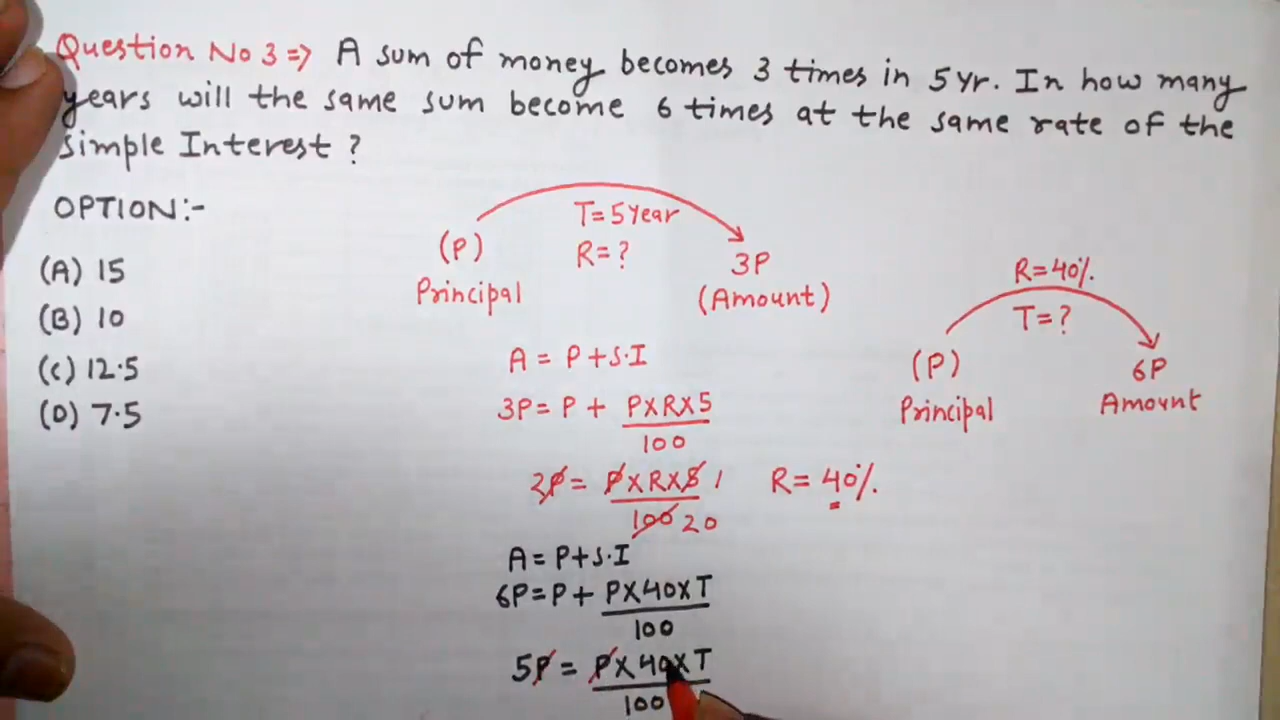 Question No 3 => A sum of money becomes 3 times in 5 yr. In how many
years will the same sum become 6 times at the same rate of the
Simple Interest ?
OPTION:-
(A) 15
(B) 10
(C) 12.5
(D) 7.5
T= 5 Year
R= ?
(P)
Principal
3P
(Amount)
R=40%.
T= ?
(P)
Principal
6P
Amount
A = P+S.I
3P= P + PXRX5
100
2P= PXRX5 1
100 20
R= 40%.
A= P+S.I
6P=P+ PX40XT
100
5P = PX40XT
100